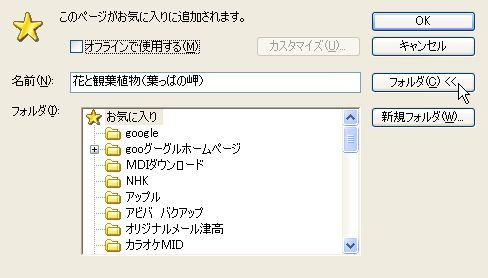 このページがお気に入りに追加されます。
OK
オフラインで使用する(M)
カスタマイズ(U)...
キャンセル
名前(N):
花と観葉植物(葉っぱの岬)
フォルダ(C) <<
フォルダ(I):
お気に入り
新規フォルダ(W)...
google
gooグーグルホームページ
MDIダウンロード
NHK
アップル
アビバ バクアップ
オリジナルメール津高
カラオケMID